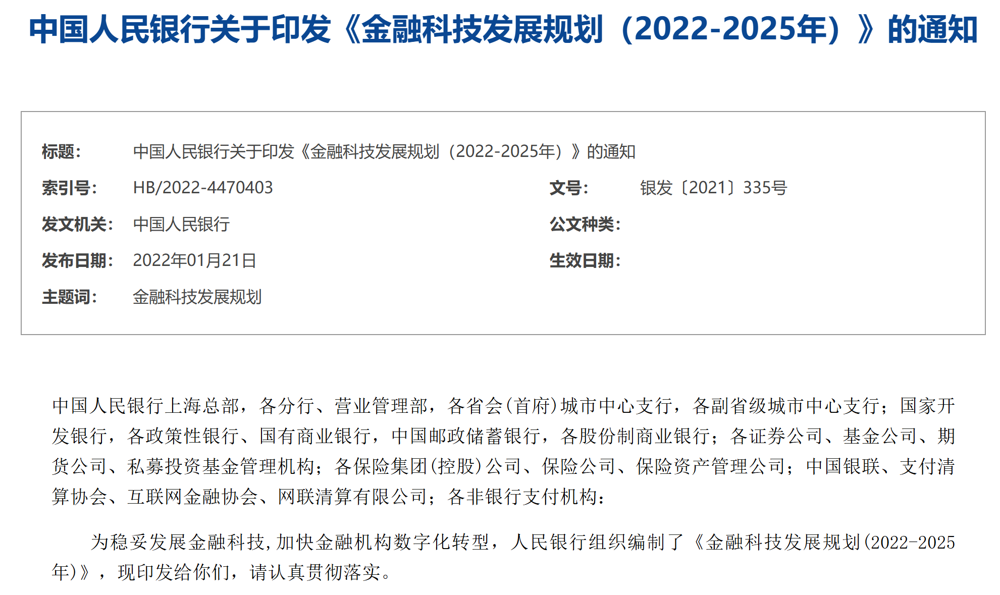 中国人民银行关于印发《金融科技发展规划（2022-2025年）》的通知
标题： 中国人民银行关于印发《金融科技发展规划（2022-2025年）》的通知
索引号： HB/2022-4470403 文号： 银发〔2021〕335号
发文机关： 中国人民银行 公文种类：
发布日期： 2022年01月21日 生效日期：
主题词： 金融科技发展规划
中国人民银行上海总部，各分行、营业管理部，各省会(首府)城市中心支行，各副省级城市中心支行；国家开
发银行，各政策性银行、国有商业银行，中国邮政储蓄银行，各股份制商业银行；各证券公司、基金公司、期
货公司、私募投资基金管理机构；各保险集团(控股)公司、保险公司、保险资产管理公司；中国银联、支付清
算协会、互联网金融协会、网联清算有限公司；各非银行支付机构：
为稳妥发展金融科技,加快金融机构数字化转型，人民银行组织编制了《金融科技发展规划(2022-2025
年)》，现印发给你们，请认真贯彻落实。